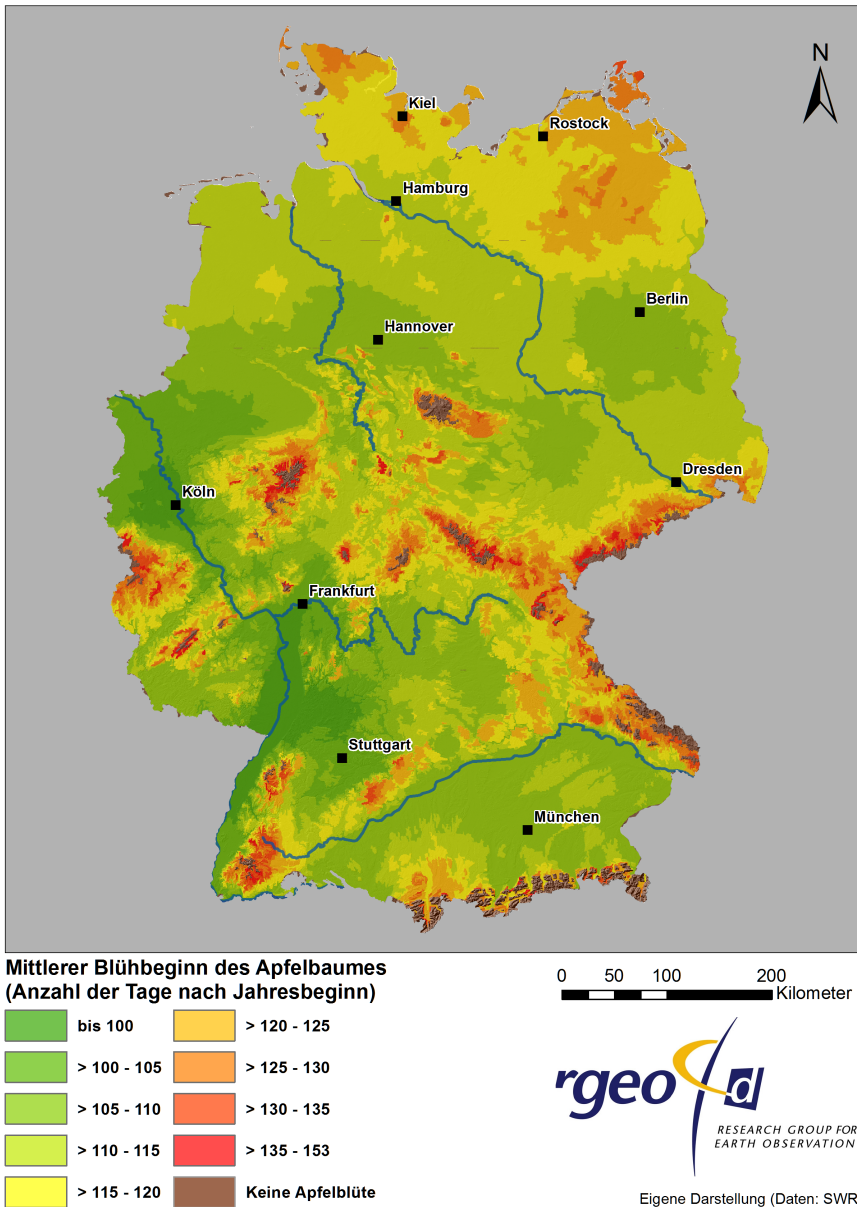 N
Kiel
Rostock
Hamburg
Berlin
Hannover
Dresden
Köln
Frankfurt
Stuttgart
München
Mittlerer Blühbeginn des Apfelbaumes
(Anzahl der Tage nach Jahresbeginn)
bis 100
> 100 - 105
> 105 - 110
> 110 - 115
> 115 - 120
> 120 - 125
> 125 - 130
> 130 - 135
> 135 - 153
Keine Apfelblüte
0 50 100 200
Kilometer
rgeo d
RESEARCH GROUP FOR
EARTH OBSERVATION
Eigene Darstellung (Daten: SWR